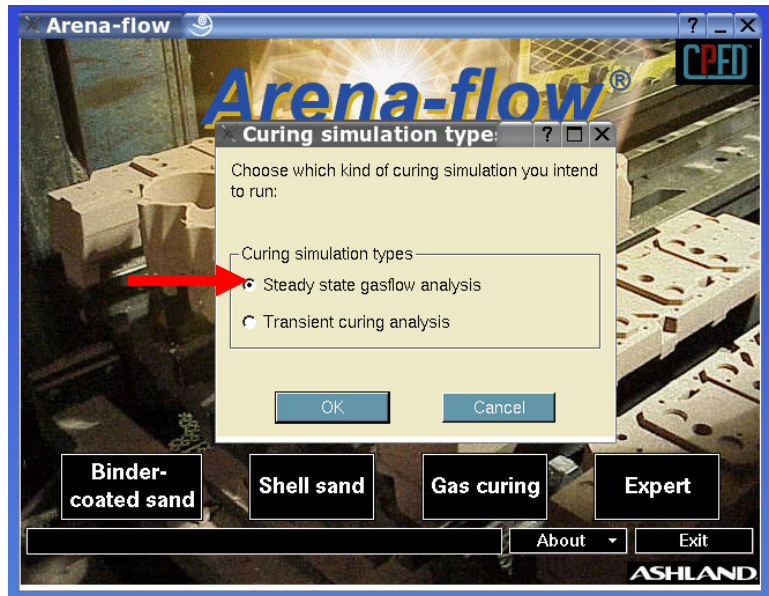 Arena-flow
CPFD
Arena-flow®
Curing simulation type:
Choose which kind of curing simulation you intend
to run:
Curing simulation types
Steady state gasflow analysis
Transient curing analysis
OK
Cancel
Binder-
coated sand
Shell sand
Gas curing
Expert
About
Exit
ASHLAND